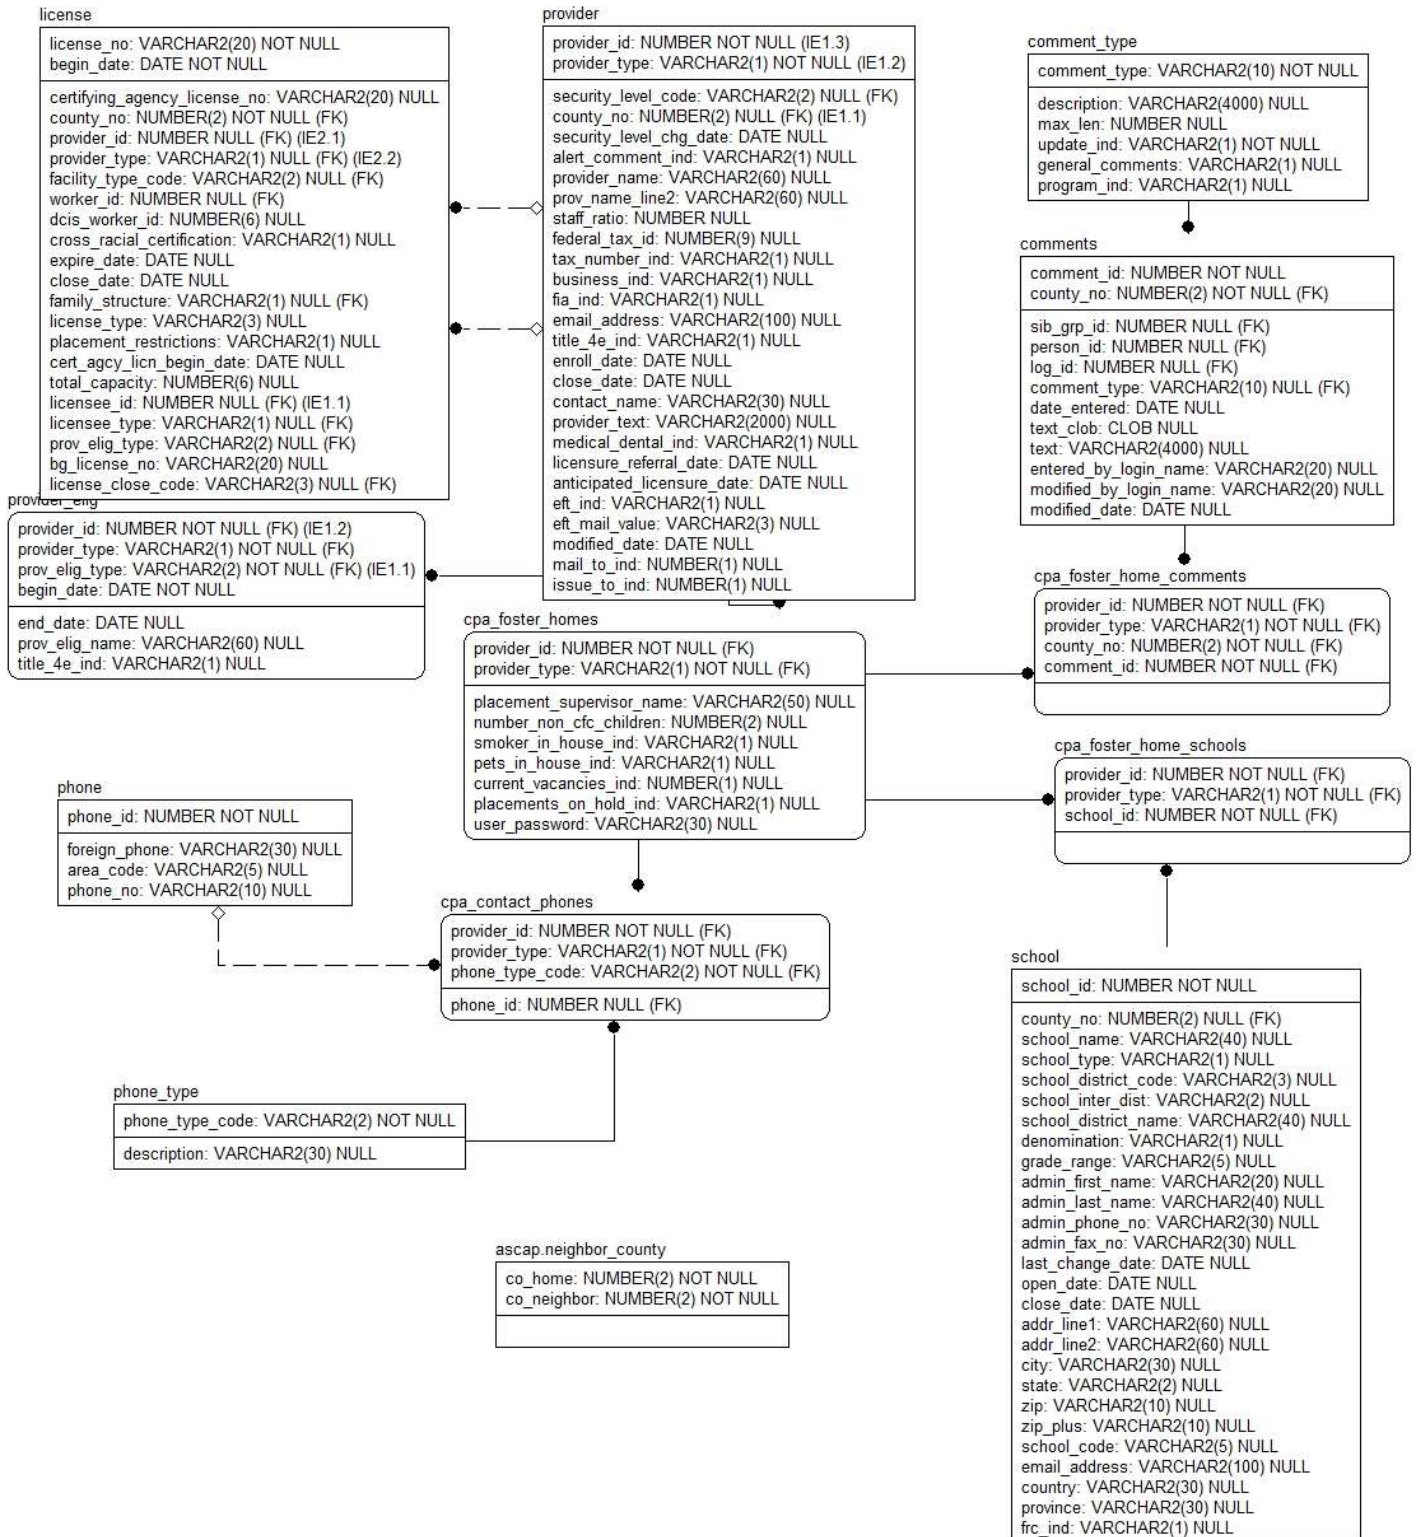 license
license_no: VARCHAR2(20) NOT NULL
begin_date: DATE NOT NULL
certifying_agency_license_no: VARCHAR2(20) NULL
county_no: NUMBER(2) NOT NULL (FK)
provider_id: NUMBER NULL (FK) (IE2.1)
provider_type: VARCHAR2(1) NULL (FK) (IE2.2)
facility_type_code: VARCHAR2(2) NULL (FK)
worker_id: NUMBER NULL (FK)
dcis_worker_id: NUMBER(6) NULL
cross_racial_certification: VARCHAR2(1) NULL
expire_date: DATE NULL
close_date: DATE NULL
family_structure: VARCHAR2(1) NULL (FK)
license_type: VARCHAR2(3) NULL
placement_restrictions: VARCHAR2(1) NULL
cert_agcy_licn_begin_date: DATE NULL
total_capacity: NUMBER(6) NULL
licensee_id: NUMBER NULL (FK) (IE1.1)
licensee_type: VARCHAR2(1) NULL (FK)
prov_elig_type: VARCHAR2(2) NULL (FK)
bg_license_no: VARCHAR2(20) NULL
license_close_code: VARCHAR2(3) NULL (FK)
provider_elig
provider_id: NUMBER NOT NULL (FK) (IE1.2)
provider_type: VARCHAR2(1) NOT NULL (FK)
prov_elig_type: VARCHAR2(2) NOT NULL (FK) (IE1.1)
begin_date: DATE NOT NULL
end_date: DATE NULL
prov_elig_name: VARCHAR2(60) NULL
title_4e_ind: VARCHAR2(1) NULL
provider
provider_id: NUMBER NOT NULL (IE1.3)
provider_type: VARCHAR2(1) NOT NULL (IE1.2)
security_level_code: VARCHAR2(2) NULL (FK)
county_no: NUMBER(2) NULL (FK) (IE1.1)
security_level_chg_date: DATE NULL
alert_comment_ind: VARCHAR2(1) NULL
provider_name: VARCHAR2(60) NULL
prov_name_line2: VARCHAR2(60) NULL
staff_ratio: NUMBER NULL
federal_tax_id: NUMBER(9) NULL
tax_number_ind: VARCHAR2(1) NULL
business_ind: VARCHAR2(1) NULL
fia_ind: VARCHAR2(1) NULL
email_address: VARCHAR2(100) NULL
title_4e_ind: VARCHAR2(1) NULL
enroll_date: DATE NULL
close_date: DATE NULL
contact_name: VARCHAR2(30) NULL
provider_text: VARCHAR2(2000) NULL
medical_dental_ind: VARCHAR2(1) NULL
licensure_referral_date: DATE NULL
anticipated_licensure_date: DATE NULL
eft_ind: VARCHAR2(1) NULL
eft_mail_value: VARCHAR2(3) NULL
modified_date: DATE NULL
mail_to_ind: NUMBER(1) NULL
issue_to_ind: NUMBER(1) NULL
comment_type
comment_type: VARCHAR2(10) NOT NULL
description: VARCHAR2(4000) NULL
max_len: NUMBER NULL
update_ind: VARCHAR2(1) NOT NULL
general_comments: VARCHAR2(1) NULL
program_ind: VARCHAR2(1) NULL
comments
comment_id: NUMBER NOT NULL
county_no: NUMBER(2) NOT NULL (FK)
sib_grp_id: NUMBER NULL (FK)
person_id: NUMBER NULL (FK)
log_id: NUMBER NULL (FK)
comment_type: VARCHAR2(10) NULL (FK)
date_entered: DATE NULL
text_clob: CLOB NULL
text: VARCHAR2(4000) NULL
entered_by_login_name: VARCHAR2(20) NULL
modified_by_login_name: VARCHAR2(20) NULL
modified_date: DATE NULL
cpa_foster_home_comments
provider_id: NUMBER NOT NULL (FK)
provider_type: VARCHAR2(1) NOT NULL (FK)
county_no: NUMBER(2) NOT NULL (FK)
comment_id: NUMBER NOT NULL (FK)
cpa_foster_homes
provider_id: NUMBER NOT NULL (FK)
provider_type: VARCHAR2(1) NOT NULL (FK)
placement_supervisor_name: VARCHAR2(50) NULL
number_non_cfc_children: NUMBER(2) NULL
smoker_in_house_ind: VARCHAR2(1) NULL
pets_in_house_ind: VARCHAR2(1) NULL
current_vacancies_ind: NUMBER(1) NULL
placements_on_hold_ind: VARCHAR2(1) NULL
user_password: VARCHAR2(30) NULL
cpa_foster_home_schools
provider_id: NUMBER NOT NULL (FK)
provider_type: VARCHAR2(1) NOT NULL (FK)
school_id: NUMBER NOT NULL (FK)
phone
phone_id: NUMBER NOT NULL
foreign_phone: VARCHAR2(30) NULL
area_code: VARCHAR2(5) NULL
phone_no: VARCHAR2(10) NULL
cpa_contact_phones
provider_id: NUMBER NOT NULL (FK)
provider_type: VARCHAR2(1) NOT NULL (FK)
phone_type_code: VARCHAR2(2) NOT NULL (FK)
phone_id: NUMBER NULL (FK)
phone_type
phone_type_code: VARCHAR2(2) NOT NULL
description: VARCHAR2(30) NULL
ascap.neighbor_county
co_home: NUMBER(2) NOT NULL
co_neighbor: NUMBER(2) NOT NULL
school
school_id: NUMBER NOT NULL
county_no: NUMBER(2) NULL (FK)
school_name: VARCHAR2(40) NULL
school_type: VARCHAR2(1) NULL
school_district_code: VARCHAR2(3) NULL
school_inter_dist: VARCHAR2(2) NULL
school_district_name: VARCHAR2(40) NULL
denomination: VARCHAR2(1) NULL
grade_range: VARCHAR2(5) NULL
admin_first_name: VARCHAR2(20) NULL
admin_last_name: VARCHAR2(40) NULL
admin_phone_no: VARCHAR2(30) NULL
admin_fax_no: VARCHAR2(30) NULL
last_change_date: DATE NULL
open_date: DATE NULL
close_date: DATE NULL
addr_line1: VARCHAR2(60) NULL
addr_line2: VARCHAR2(60) NULL
city: VARCHAR2(30) NULL
state: VARCHAR2(2) NULL
zip: VARCHAR2(10) NULL
zip_plus: VARCHAR2(10) NULL
school_code: VARCHAR2(5) NULL
email_address: VARCHAR2(100) NULL
country: VARCHAR2(30) NULL
province: VARCHAR2(30) NULL
frc_ind: VARCHAR2(1) NULL